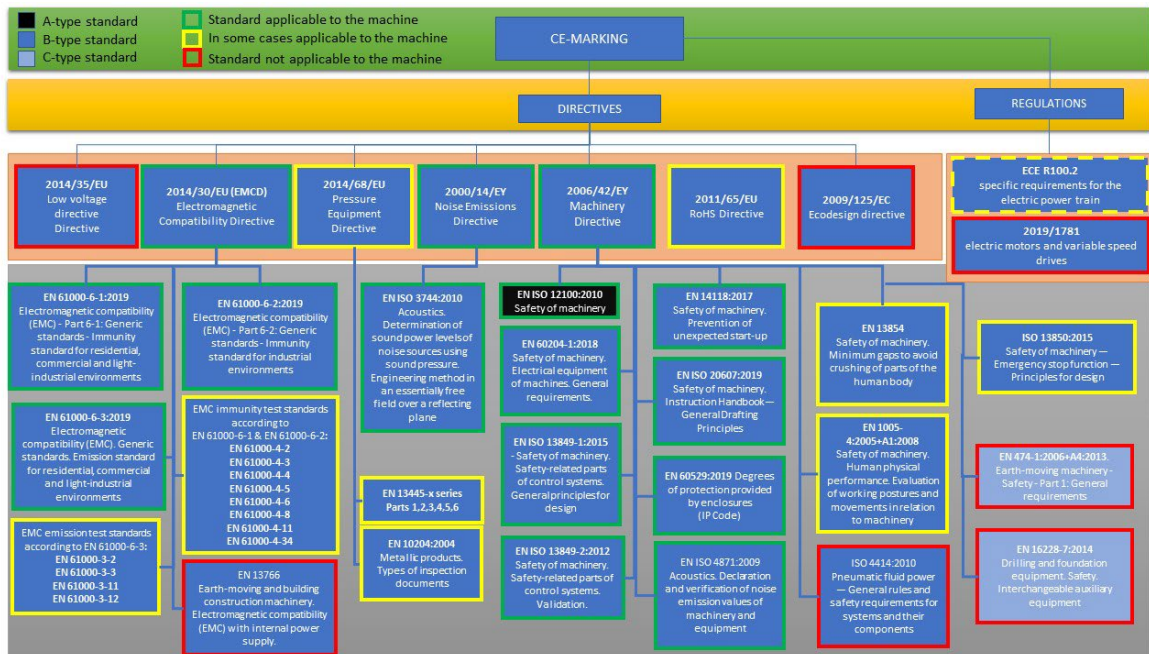 A-type standard
B-type standard
C-type standard
Standard applicable to the machine
In some cases applicable to the machine
Standard not applicable to the machine
CE-MARKING
DIRECTIVES
REGULATIONS
2014/35/EU
Low voltage
directive
Directive
2014/30/EU (EMCD)
Electromagnetic
Compatibility Directive
2014/68/EU
Pressure
Equipment
Directive
2000/14/EY
Noise Emissions
Directive
2006/42/EY
Machinery
Directive
2011/65/EU
RoHS Directive
2009/125/EC
Ecodesign directive
ECE R100.2
specific requirements for the
electric power train
2019/1781
electric motors and variable speed
drives
EN 61000-6-1:2019
Electromagnetic compatibility
(EMC) - Part 6-1: Generic
standards - Immunity
standard for residential,
commercial and light-
industrial environments
EN 61000-6-3:2019
Electromagnetic
compatibility (EMC). Generic
standards. Emission standard
for residential, commercial
and light-industrial
environments
EMC emission test standards
according to EN 61000-6-3:
EN 61000-3-2
EN 61000-3-3
EN 61000-3-11
EN 61000-3-12
EN 61000-6-2:2019
Electromagnetic compatibility
(EMC) - Part 6-2: Generic
standards - Immunity
standard for industrial
environments
EMC immunity test standards
according to
EN 61000-6-1 & EN 61000-6-2:
EN 61000-4-2
EN 61000-4-3
EN 61000-4-4
EN 61000-4-5
EN 61000-4-6
EN 61000-4-8
EN 61000-4-11
EN 61000-4-34
EN 13766
Earth-moving and building
construction machinery.
Electromagnetic compatibility
(EMC) with internal power
supply.
EN ISO 3744:2010
Acoustics.
Determination of
sound power levels of
noise sources using
sound pressure.
Engineering method in
an essentially free
field over a reflecting
plane
EN 13445-x series
Parts 1,2,3,4,5,6
EN 10204:2004
Metallic products.
Types of inspection
documents
EN ISO 12100:2010
Safety of machinery
EN 60204-1:2018
Safety of machinery.
Electrical equipment
of machines. General
requirements.
EN ISO 13849-1:2015
- Safety of machinery.
Safety-related parts
of control systems.
General principles for
design
EN ISO 13849-2:2012
Safety of machinery.
Safety-related parts of
control systems.
Validation.
EN 14118:2017
Safety of machinery.
Prevention of
unexpected start-up
EN ISO 20607:2019
Safety of machinery.
Instruction Handbook—
General Drafting
Principles
EN 60529:2019 Degrees
of protection provided
by enclosures
(IP Code)
EN ISO 4871:2009
Acoustics. Declaration
and verification of noise
emission values of
machinery and
equipment
EN 13854
Safety of machinery.
Minimum gaps to avoid
crushing of parts of the
human body
EN 1005-
4:2005+A1:2008
Safety of machinery.
Human physical
performance. Evaluation
of working postures and
movements in relation
to machinery
ISO 4414:2010
Pneumatic fluid power
— General rules and
safety requirements for
systems and their
components
ISO 13850:2015
Safety of machinery —
Emergency stop function —
Principles for design
EN 474-1:2006+A4:2013.
Earth-moving machinery -
Safety - Part 1: General
requirements
EN 16228-7:2014
Drilling and foundation
equipment. Safety.
Interchangeable auxiliary
equipment